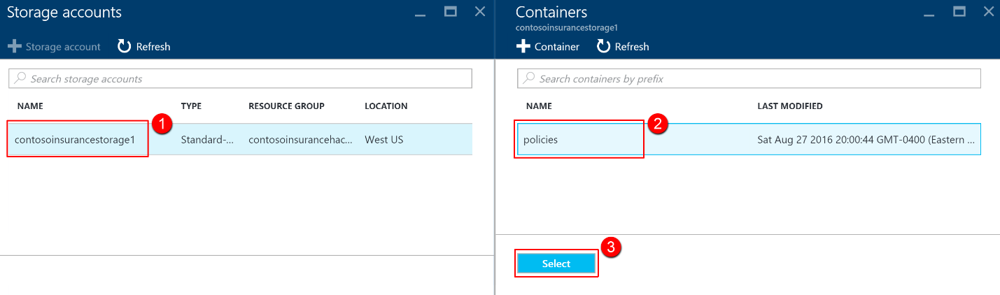 Storage accounts
Storage account Refresh
Search storage accounts
NAME TYPE RESOURCE GROUP LOCATION
1
contosoinsurancestorage1 Standard-... contosoinsurancehac... West US
Containers
contosoinsurancestorage1
Container Refresh
Search containers by prefix
NAME LAST MODIFIED
2
policies Sat Aug 27 2016 20:00:44 GMT-0400 (Eastern ...
3
Select